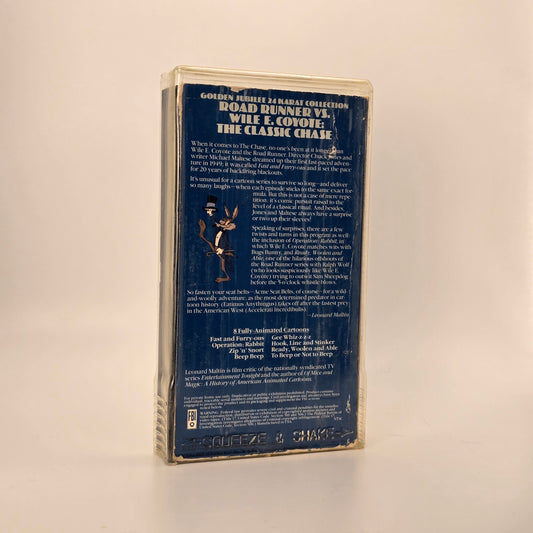 GOLDEN JUBILEE 24 KARAT COLLECTION
ROAD RUNNER VS.
WILE E. COYOTE:
THE CLASSIC CHASE
When it comes to The Chase, no one's been at it longer than
Wile E. Coyote and the Road Runner. Director Chuck Jones and
writer Michael Maltese dreamed up their first fast-paced adven-
ture in 1949; it was called Fast and Furry-ous and it set the pace
for 20 years of backfiring blackouts.
It's unusual for a cartoon series to survive so long—and deliver
so many laughs—when each episode sticks to the same exact for-
mula. But this is not a case of mere repe-
tition: it's comic pursuit raised to the
level of a classical ritual. And besides,
Jones and Maltese always have a surprise
or two up their sleeves!
Speaking of surprises, there are a few
twists and turns in this program as well:
the inclusion of Operation: Rabbit, in
which Wile E. Coyote matches wits with
Bugs Bunny, and Ready, Woolen and
Able, one of the hilarious offshoots of
the Road Runner series with Ralph Wolf
(who looks suspiciously like Wile E.
Coyote) trying to outwit Sam Sheepdog
before the 5 o'clock whistle blows.
So fasten your seat belts—Acme Seat Belts, of course—for a wild-
and-woolly adventure, as the most determined predator in car-
toon history (Eatinus Anythingus) takes off after the fastest prey
in the American West (Accelerati Incredibulis).
—Leonard Maltin
8 Fully-Animated Cartoons
Fast and Furry-ous Gee Whiz-z-z-z
Operation: Rabbit Hook, Line and Stinker
Zip 'n' Snort Ready, Woolen and Able
Beep Beep To Beep or Not to Beep
Leonard Maltin is film critic of the nationally syndicated TV
series Entertainment Tonight and the author of Of Mice and
Magic: A History of American Animated Cartoons.
For private home use only.
WARNING:
SQUEEZE & SHAKE